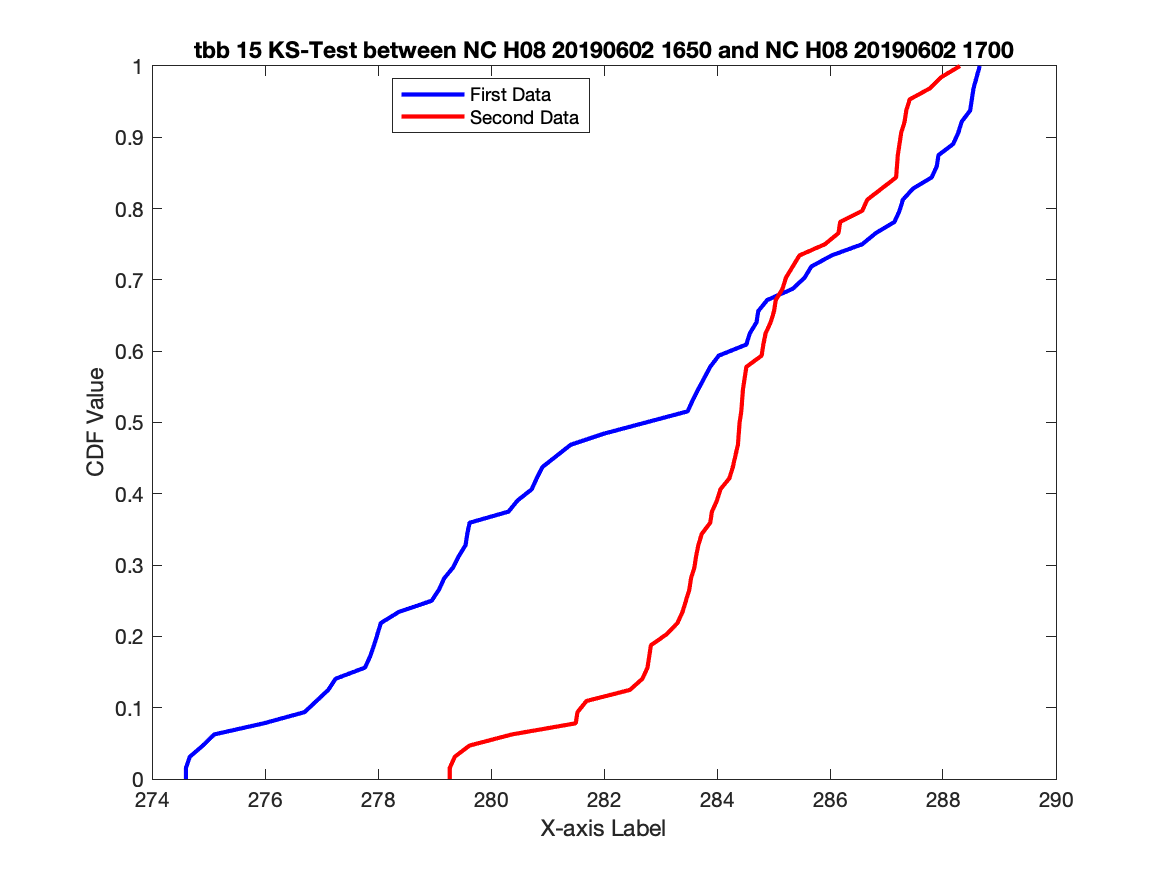 tbb 15 KS-Test between NC H08 20190602 1650 and NC H08 20190602 1700
First Data
Second Data
CDF Value
1
0.9
0.8
0.7
0.6
0.5
0.4
0.3
0.2
0.1
0
274 276 278 280 282 284 286 288 290
X-axis Label